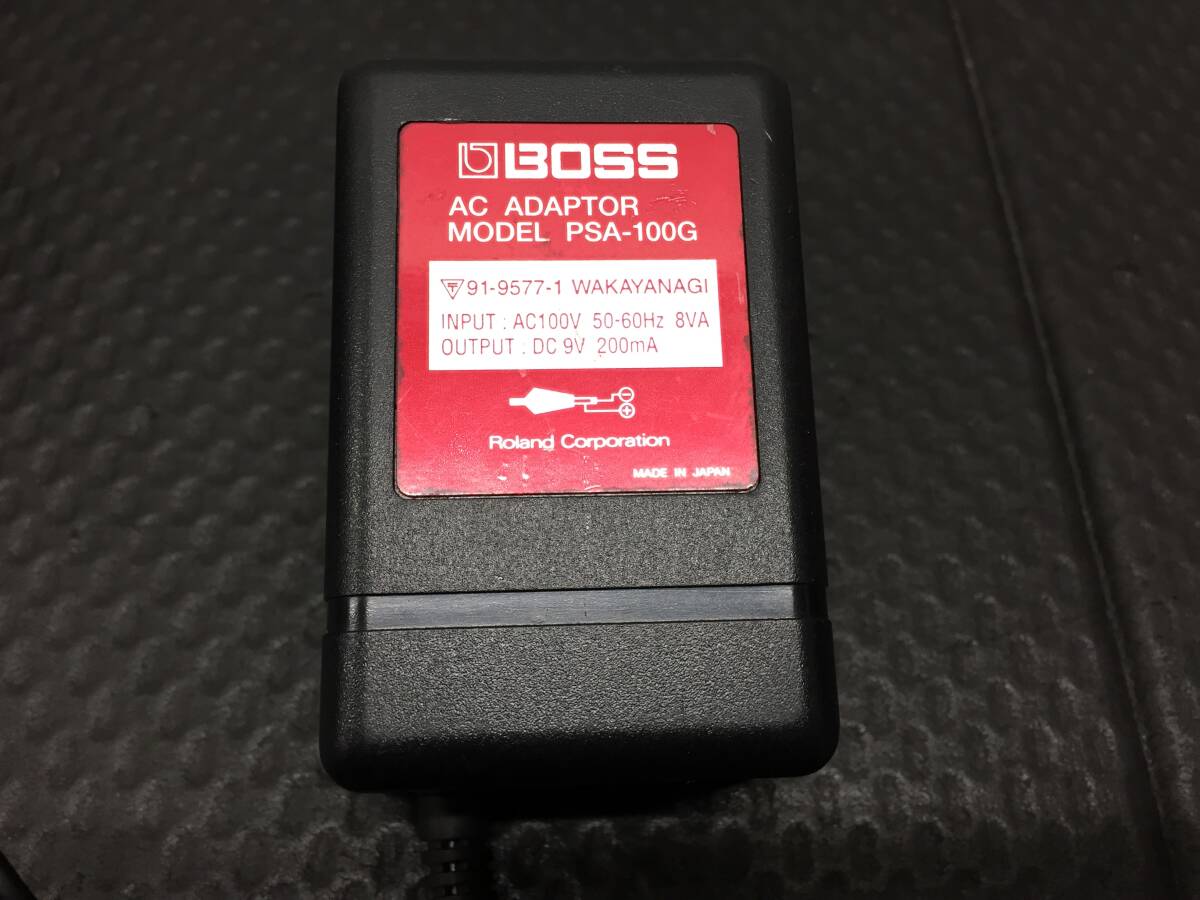 BOSS
AC ADAPTOR
MODEL PSA-100G
〒91-9577-1 WAKAYANAGI
INPUT : AC100V 50-60Hz 8VA
OUTPUT : DC 9V 200mA
Roland Corporation
MADE IN JAPAN